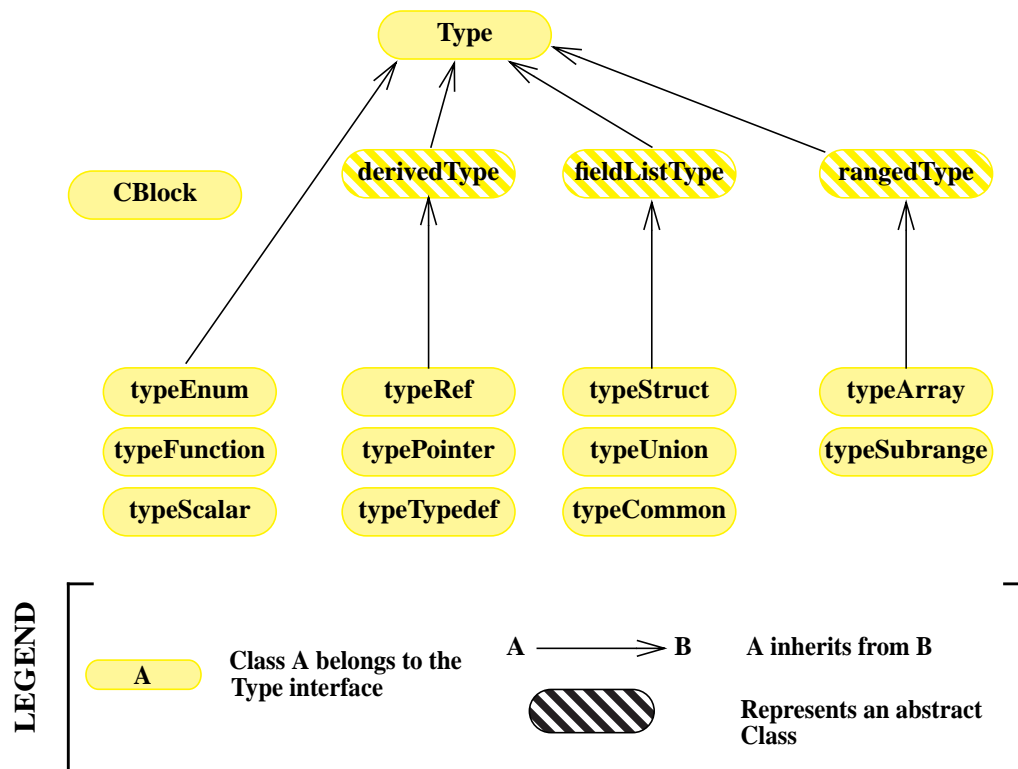 Type
derivedType
fieldListType
rangedType
CBlock
typeEnum
typeRef
typeStruct
typeArray
typeFunction
typePointer
typeUnion
typeSubrange
typeScalar
typeTypedef
typeCommon
LEGEND
A
Class A belongs to the
Type interface
A
B
A inherits from B
Represents an abstract
Class